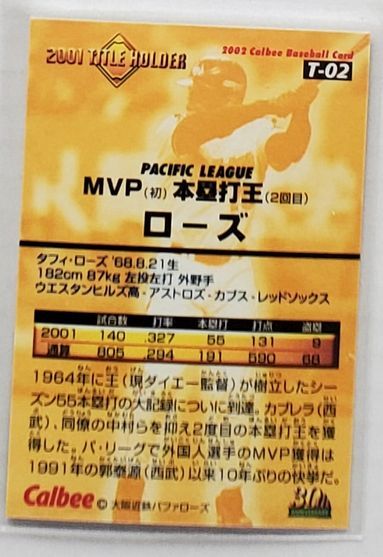 2001 TITLE HOLDER
2002 Calbee Baseball Card
T-02
PACIFIC LEAGUE
MVP(初) 本塁打王(2回目)
ローズ
タフィ・ローズ '68.8.21生
182cm 87kg 左投左打 外野手
ウエスタンヒルズ高 - アストロズ - カブス - レッドソックス
試合数 打率 本塁打 打点 盗塁
2001 140 .327 55 131 9
通算 805 .294 191 590 68
1964年に王(現ダイエー監督)が樹立したシー
ズン55本塁打の大記録についに到達。カブレラ(西
武)、同僚の中村らを抑え2度目の本塁打王を獲
得した。パ・リーグで外国人選手のMVP獲得は
1991年の郭泰源(西武)以来10年ぶりの快挙だ。
Calbee © 大阪近鉄バファローズ
30th
ANNIVERSARY